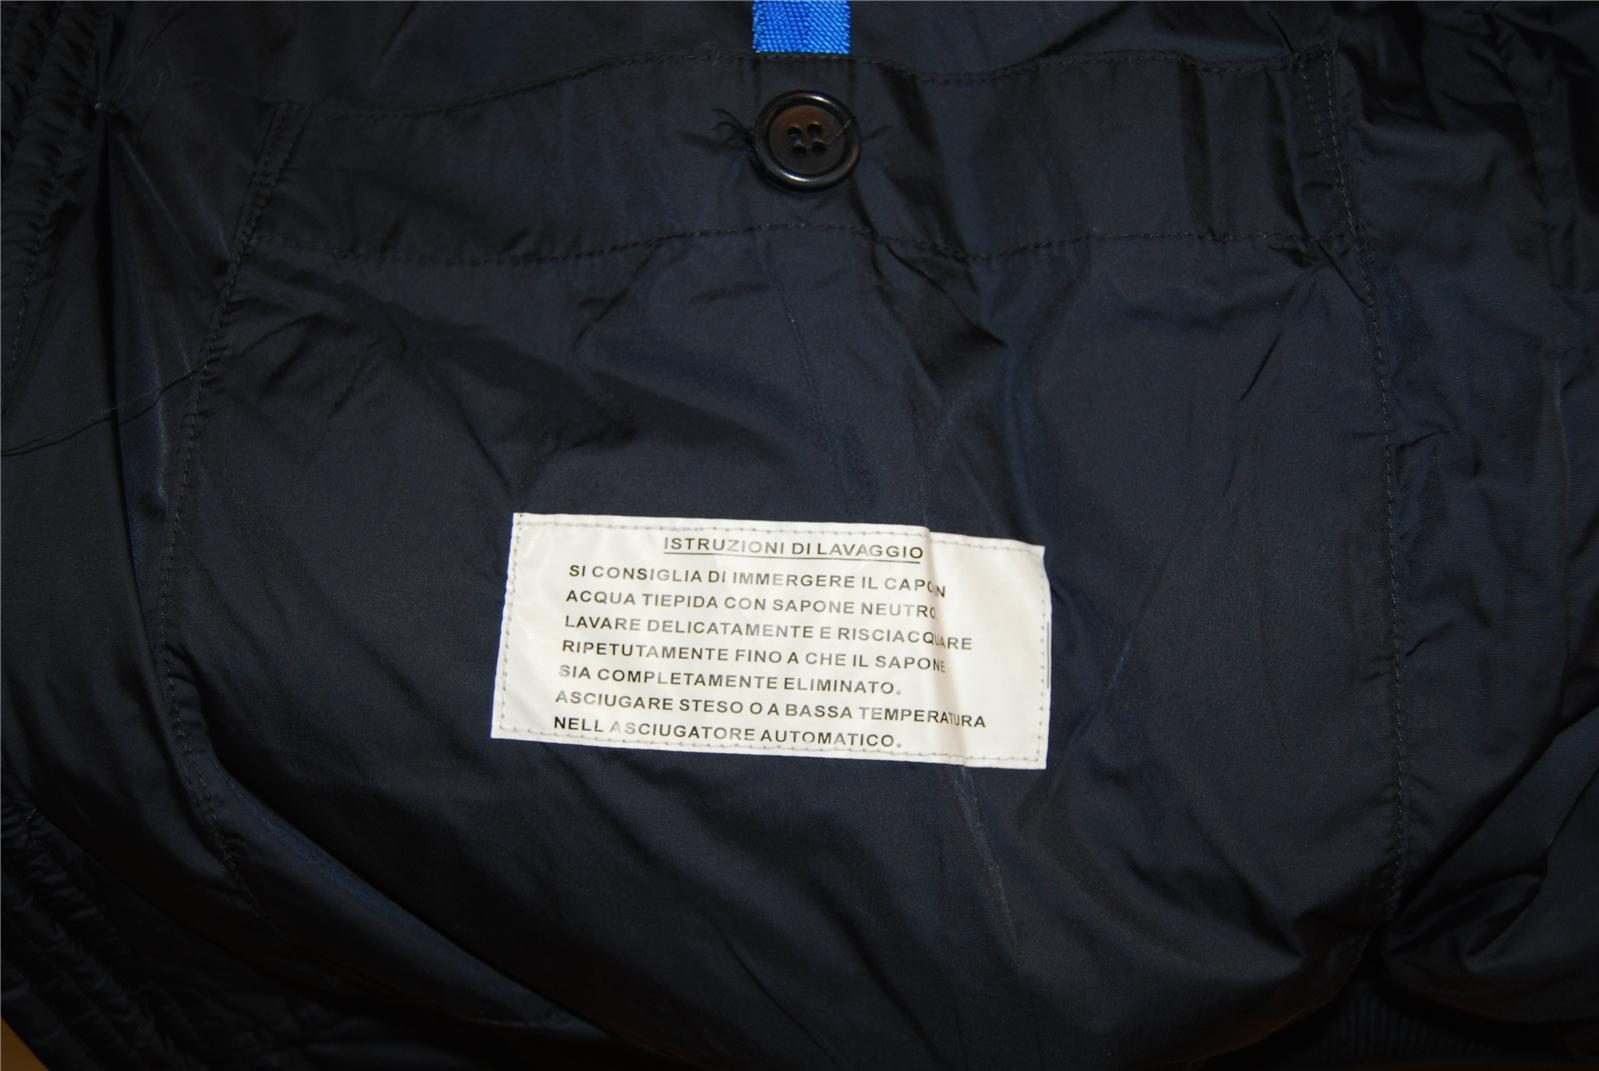 ISTRUZIONI DI LAVAGGIO
SI CONSIGLIA DI IMMERGERE IL CAPO N
ACQUA TIEPIDA CON SAPONE NEUTRO
LAVARE DELICATAMENTE E RISCIACQUARE
RIPETUTAMENTE FINO A CHE IL SAPONE
SIA COMPLETAMENTE ELIMINATO.
ASCIUGARE STESO O A BASSA TEMPERATURA
NELL ASCIUGATORE AUTOMATICO.